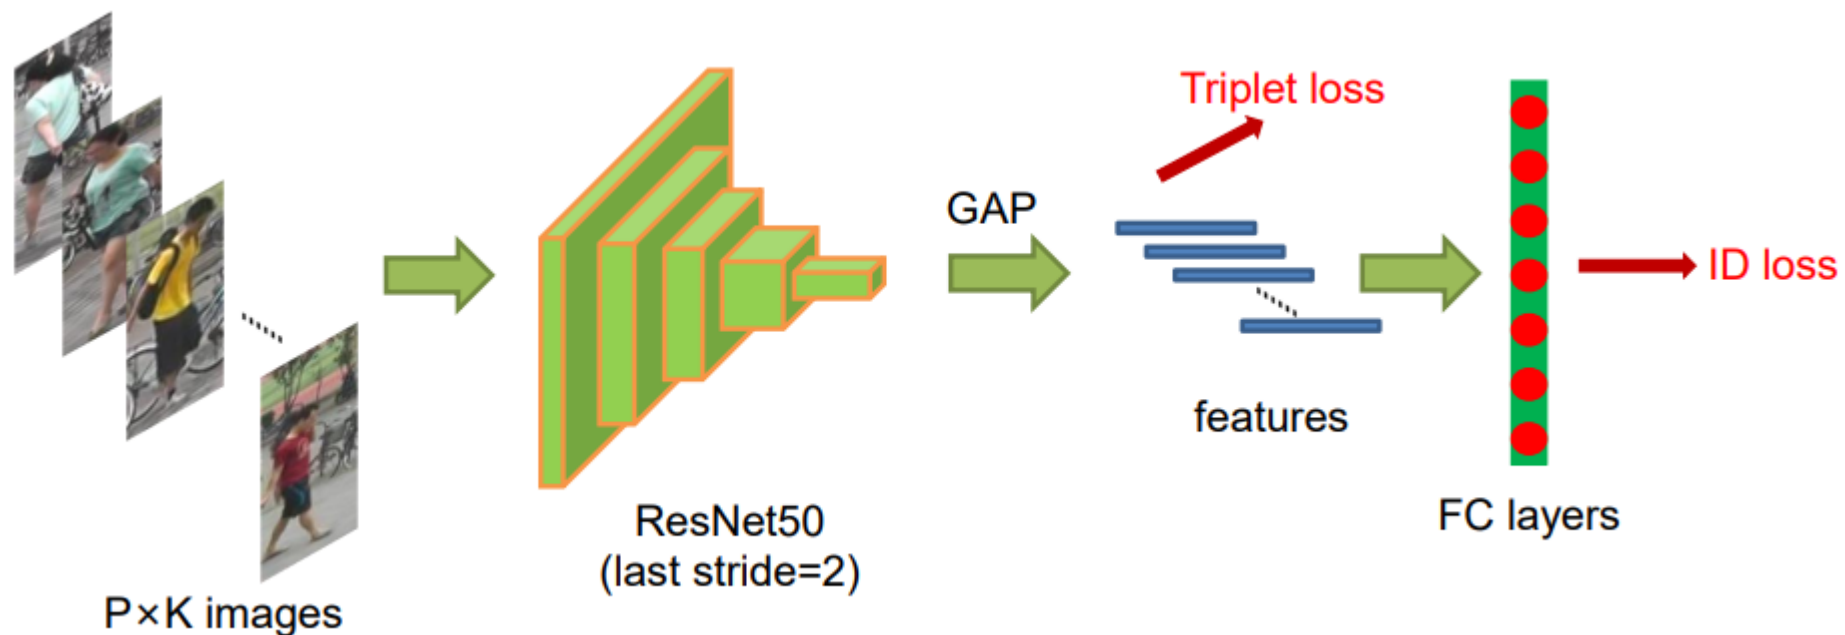 P×K images
ResNet50
(last stride=2)
GAP
Triplet loss
features
FC layers
ID loss